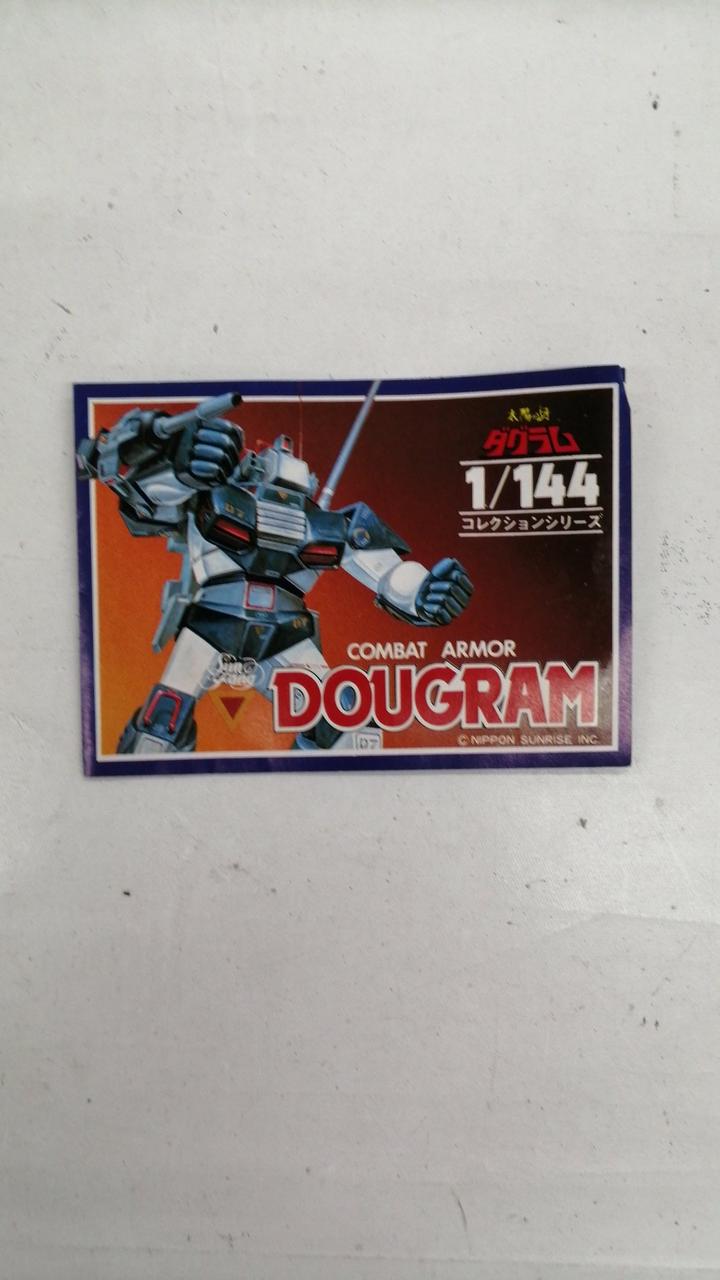 太陽の牙
ダグラム
1/144
コレクションシリーズ
COMBAT ARMOR
DOUGRAM
D7
© NIPPON SUNRISE INC.